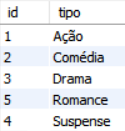 id tipo
1 Ação
2 Comédia
3 Drama
5 Romance
4 Suspense